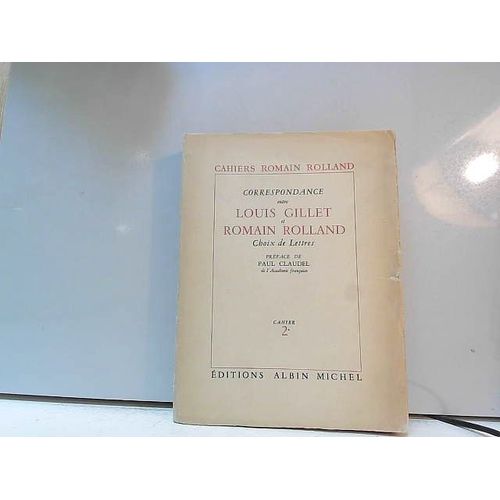 CAHIERS ROMAIN ROLLAND
CORRESPONDANCE
entre
LOUIS GILLET
et
ROMAIN ROLLAND
Choix de Lettres
PRÉFACE DE
PAUL CLAUDEL
de l'Académie française
CAHIER
2*
ÉDITIONS ALBIN MICHEL